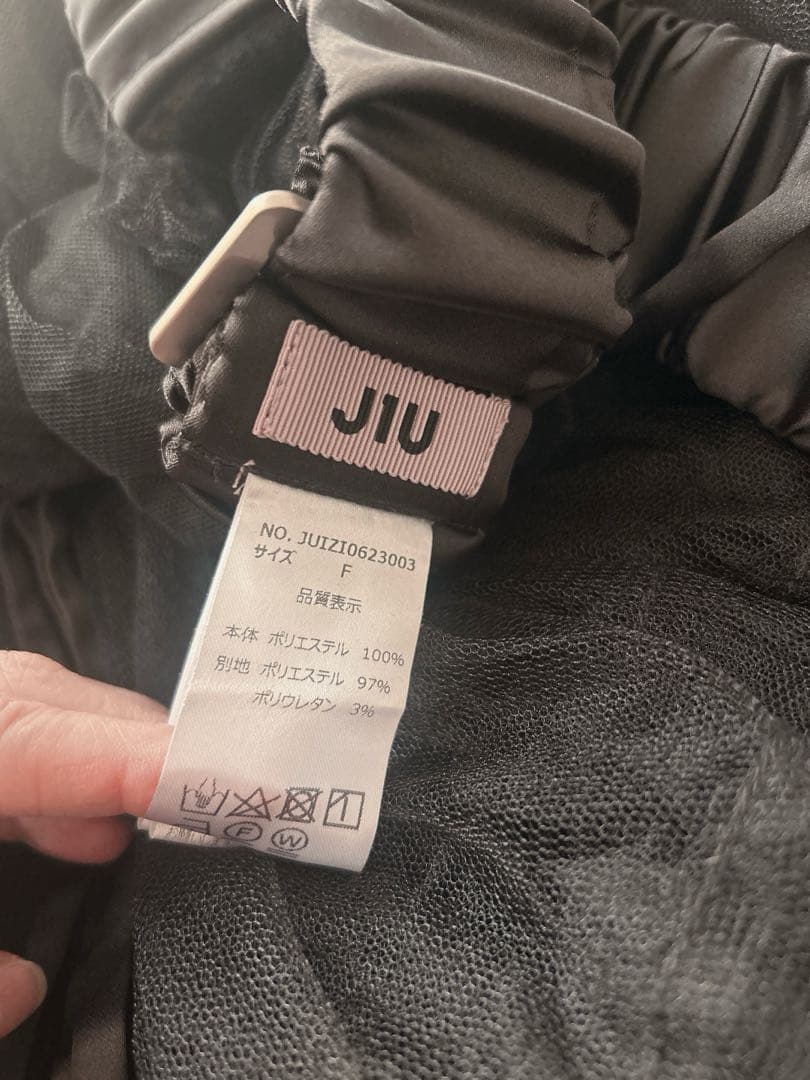 J1U
NO. JUIZI0623003
サイズ F
品質表示
本体 ポリエステル 100%
別地 ポリエステル 97%
ポリウレタン 3%
F W